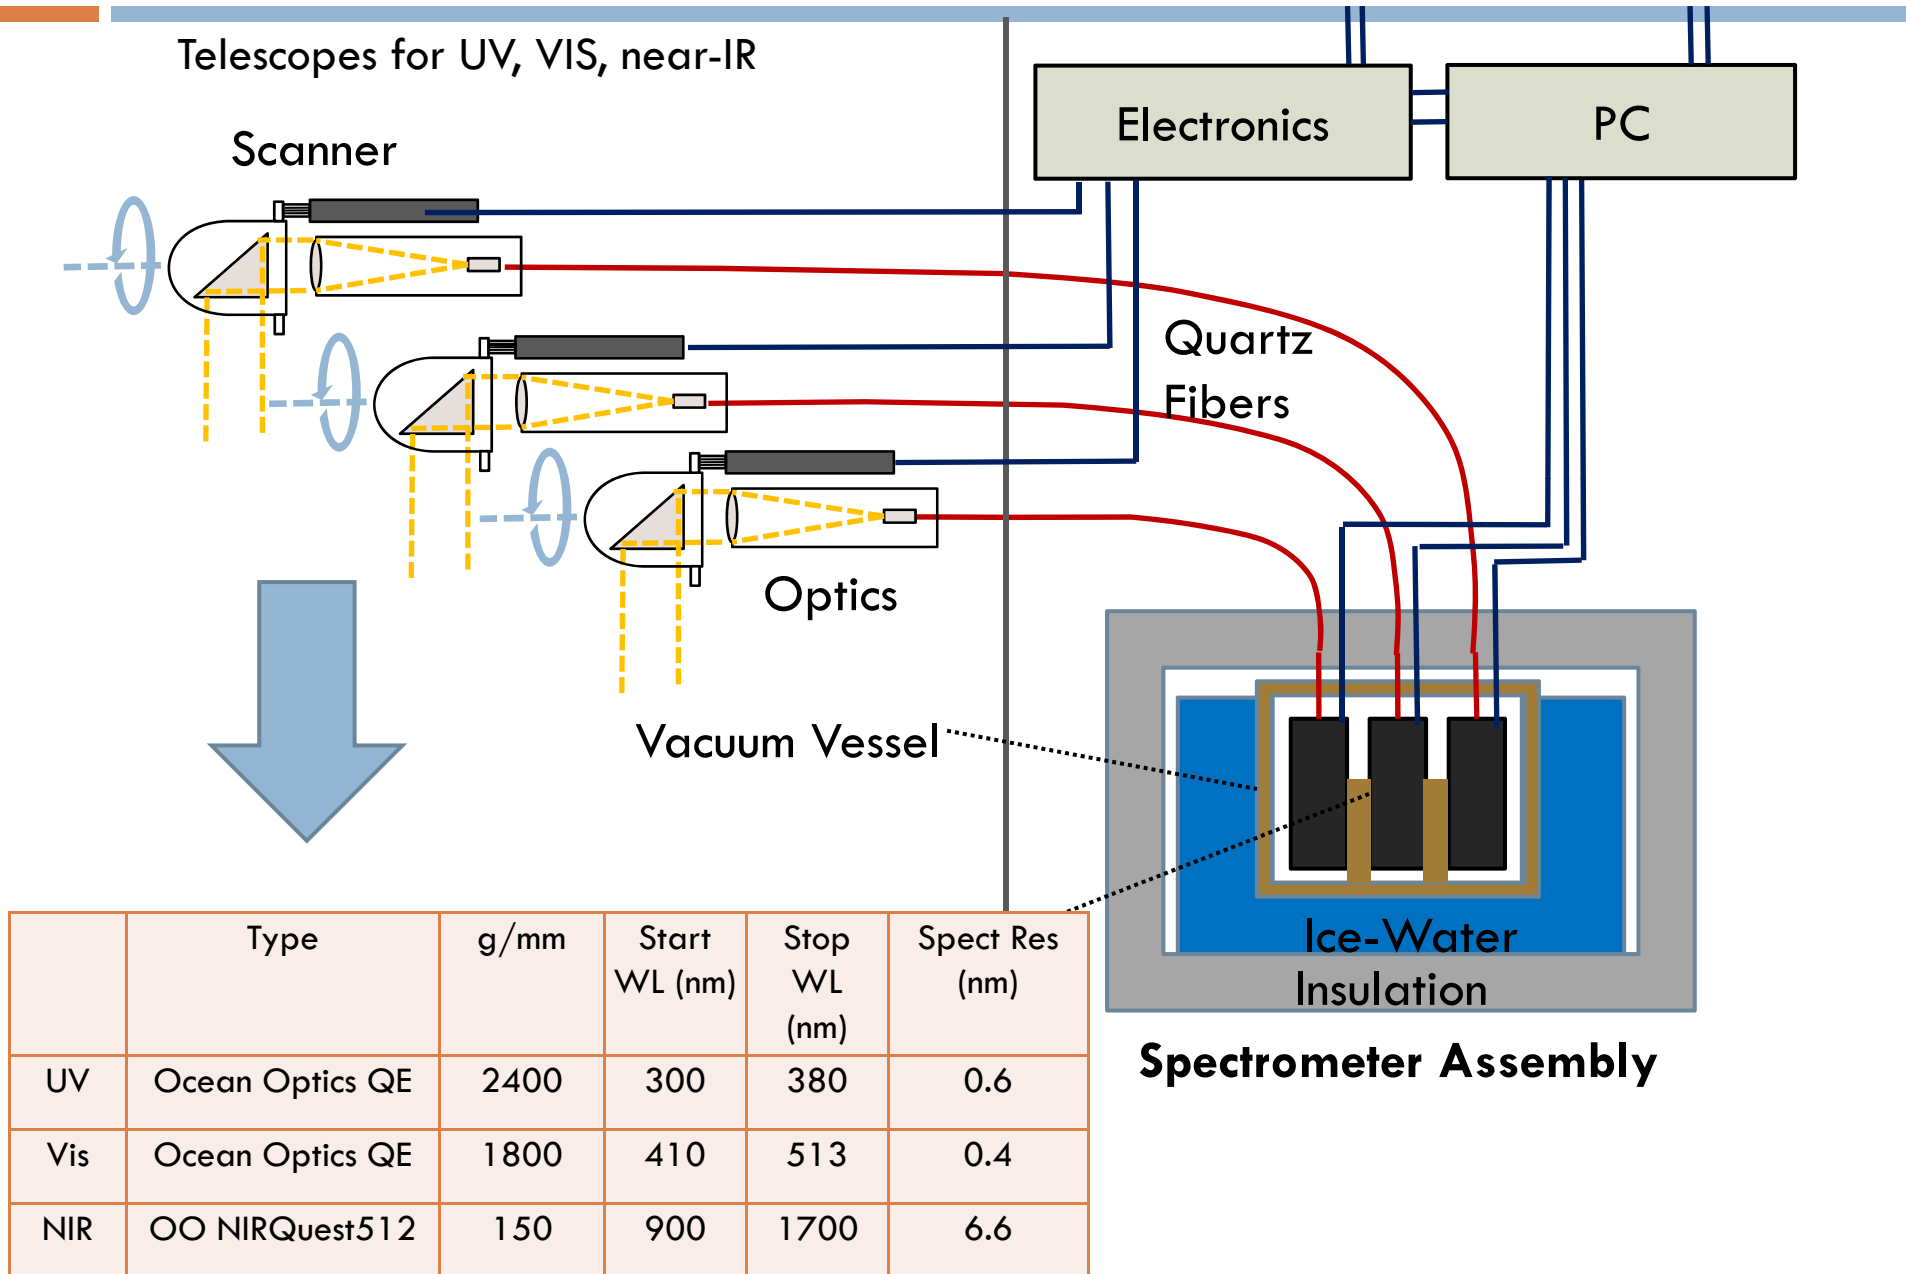 Telescopes for UV, VIS, near-IR
Scanner
Electronics
PC
Quartz
Fibers
Optics
Vacuum Vessel
Ice-Water
Insulation
Spectrometer Assembly
Type g/mm Start WL (nm) Stop WL (nm) Spect Res (nm)
UV Ocean Optics QE 2400 300 380 0.6
Vis Ocean Optics QE 1800 410 513 0.4
NIR OO NIRQuest512 150 900 1700 6.6